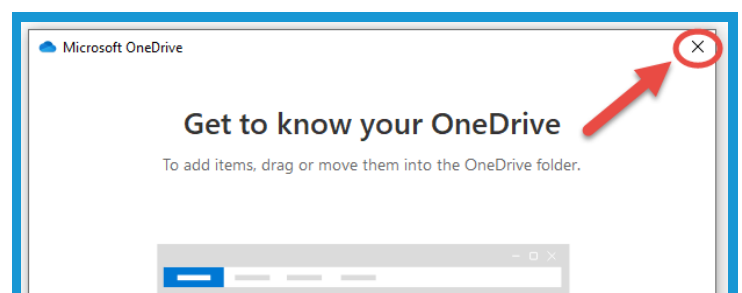 Microsoft OneDrive
Get to know your OneDrive
To add items, drag or move them into the OneDrive folder.